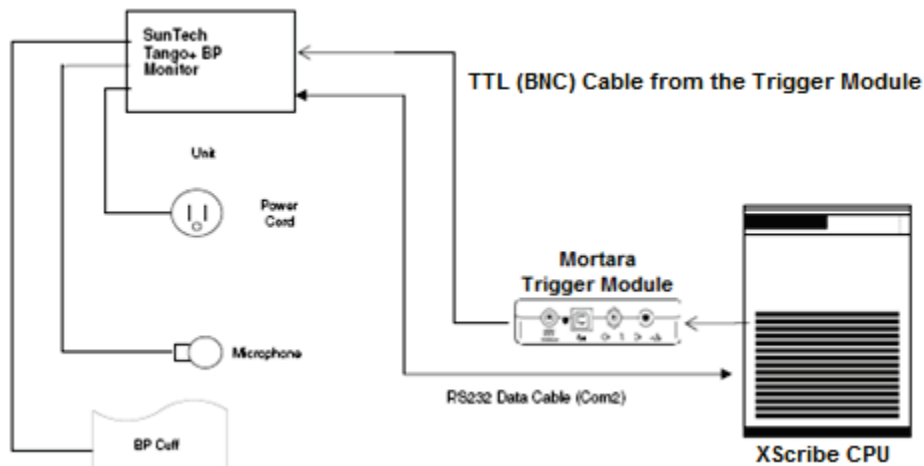 SunTech
Tango+ BP
Monitor
TTL (BNC) Cable from the Trigger Module
Unit
Power
Cord
Mortara
Trigger Module
Microphone
RS232 Data Cable (Com2)
BP Cuff
XScribe CPU